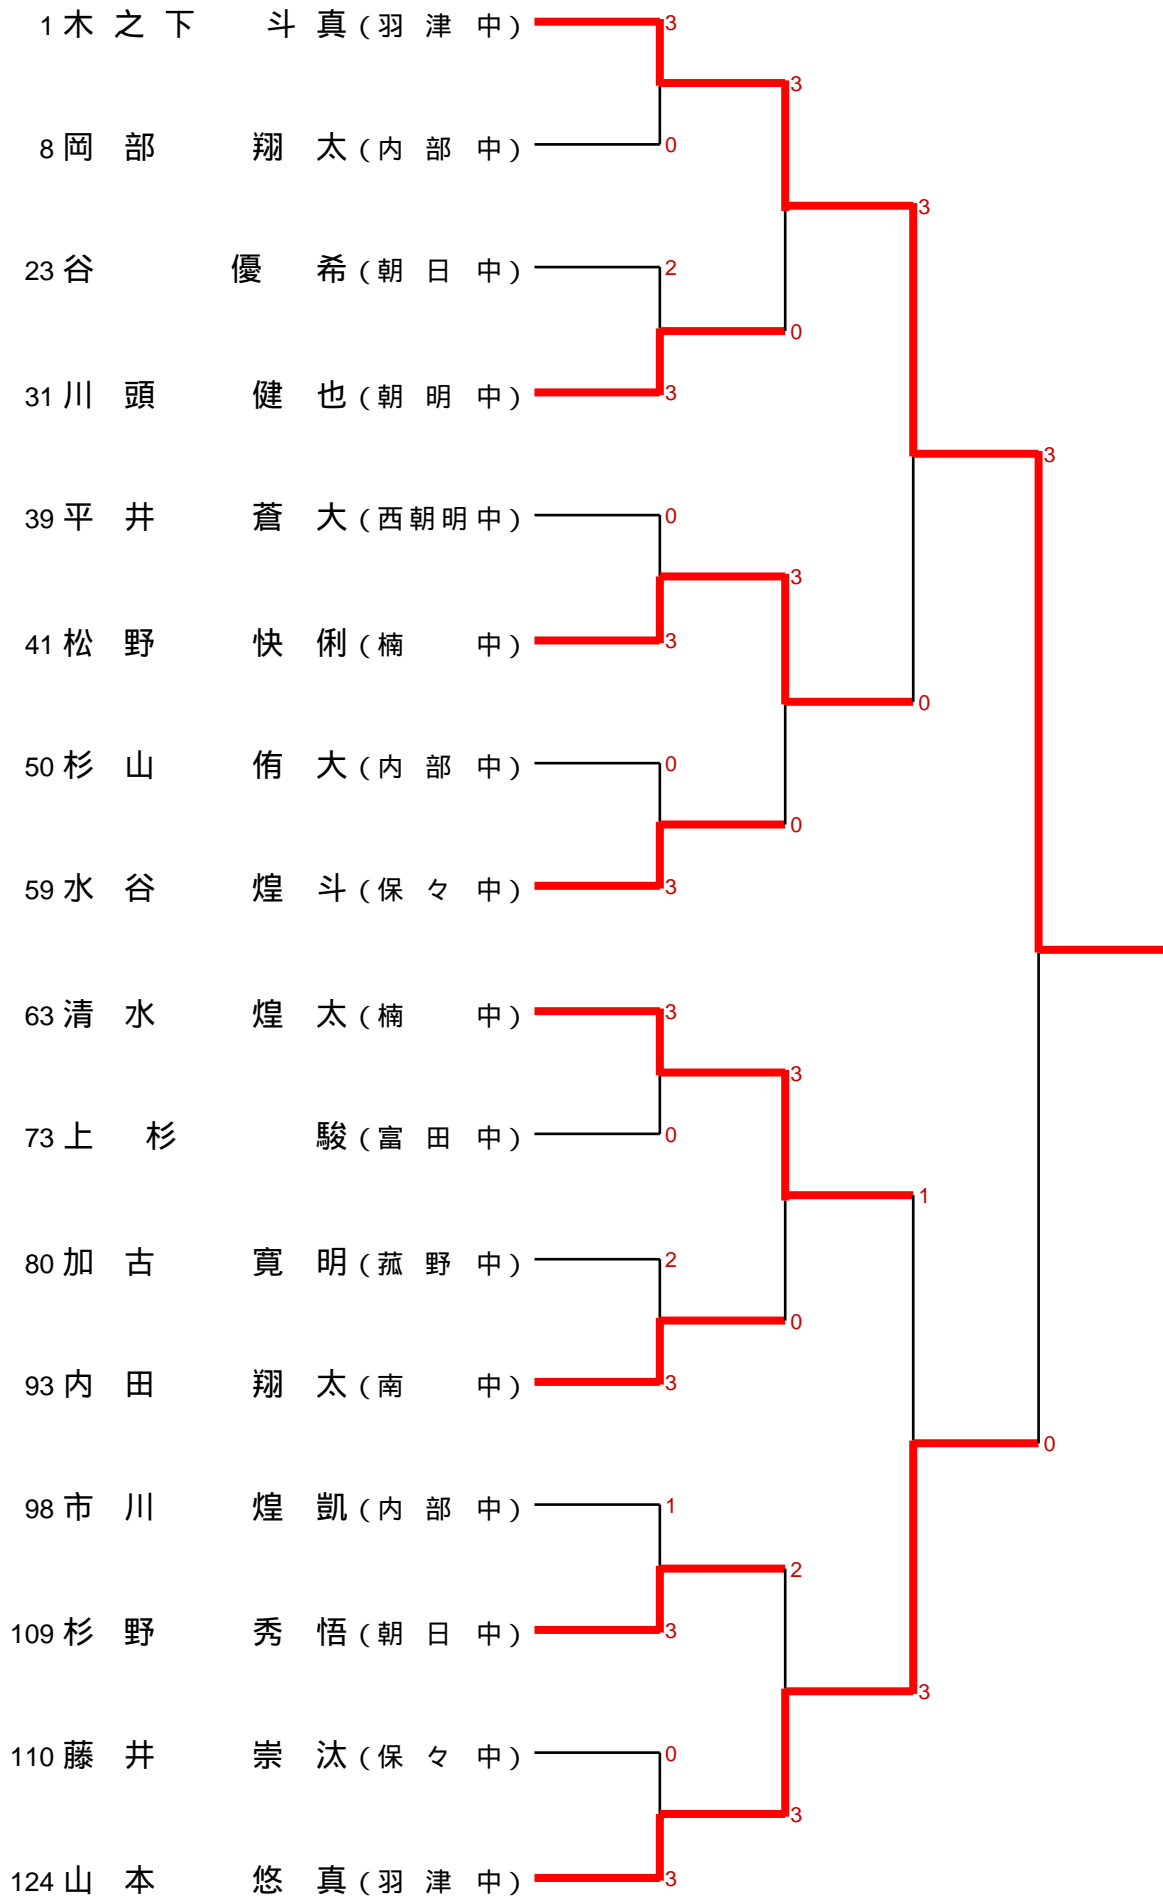 1 木之下 斗真 (羽津中) 3
3
8 岡部 翔太 (内部中) 0
3
23 谷 優希 (朝日中) 2
0
31 川頭 健也 (朝明中) 3
3
39 平井 蒼大 (西朝明中) 0
3
41 松野 快俐 (楠中) 3
0
50 杉山 侑大 (内部中) 0
0
59 水谷 煌斗 (保々中) 3
63 清水 煌太 (楠中) 3
3
73 上杉 駿 (富田中) 0
1
80 加古 寛明 (菰野中) 2
0
93 内田 翔太 (南中) 3
0
98 市川 煌凱 (内部中) 1
2
109 杉野 秀悟 (朝日中) 3
3
110 藤井 崇汰 (保々中) 0
3
124 山本 悠真 (羽津中) 3